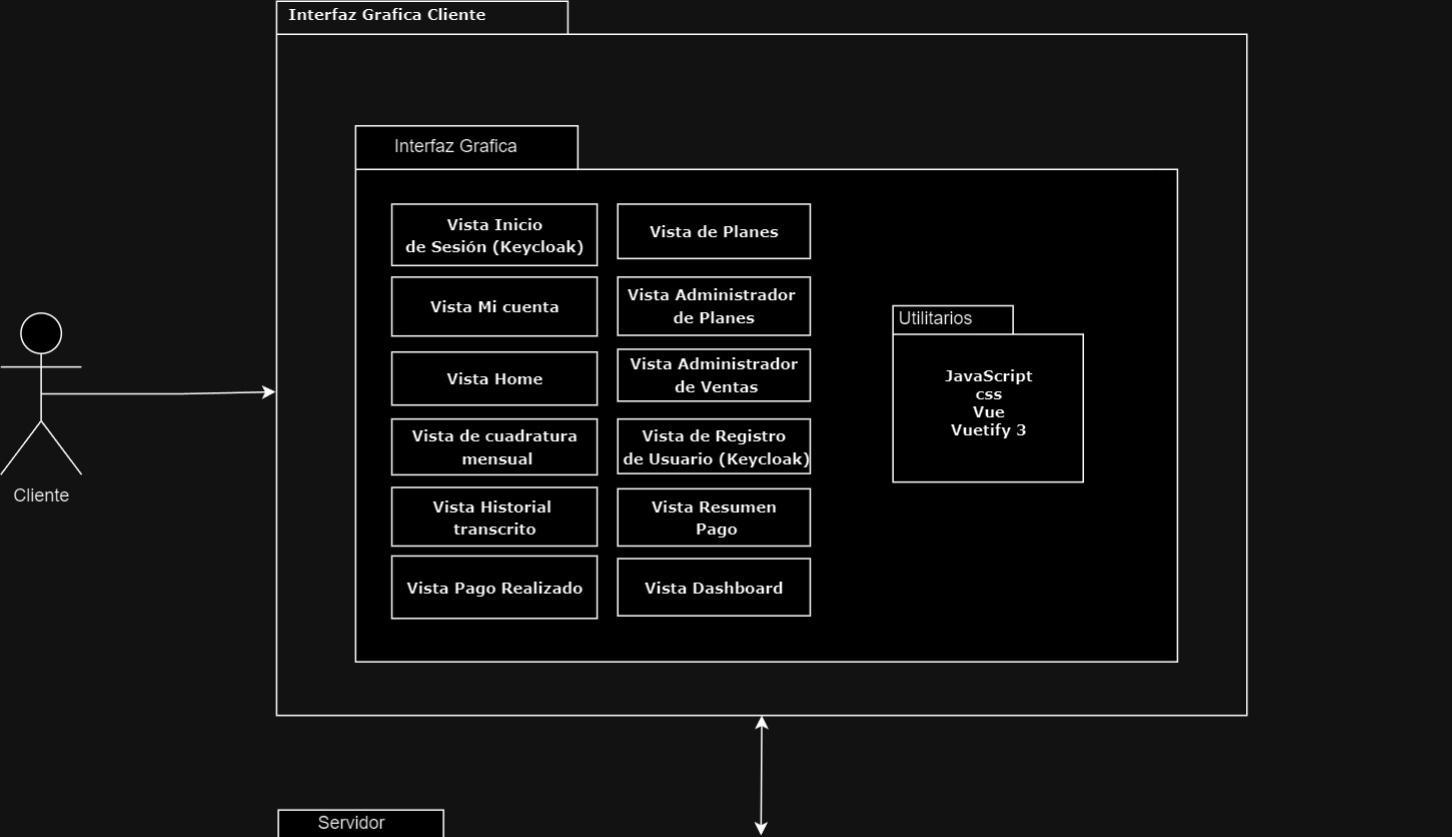 Interfaz Grafica Cliente
Interfaz Grafica
Vista Inicio
de Sesión (Keycloak)
Vista de Planes
Vista Mi cuenta
Vista Administrador
de Planes
Vista Home
Vista Administrador
de Ventas
Vista de cuadratura
mensual
Vista de Registro
de Usuario (Keycloak)
Vista Historial
transcrito
Vista Resumen
Pago
Vista Pago Realizado
Vista Dashboard
Utilitarios
JavaScript
css
Vue
Vuetify 3
Cliente
Servidor